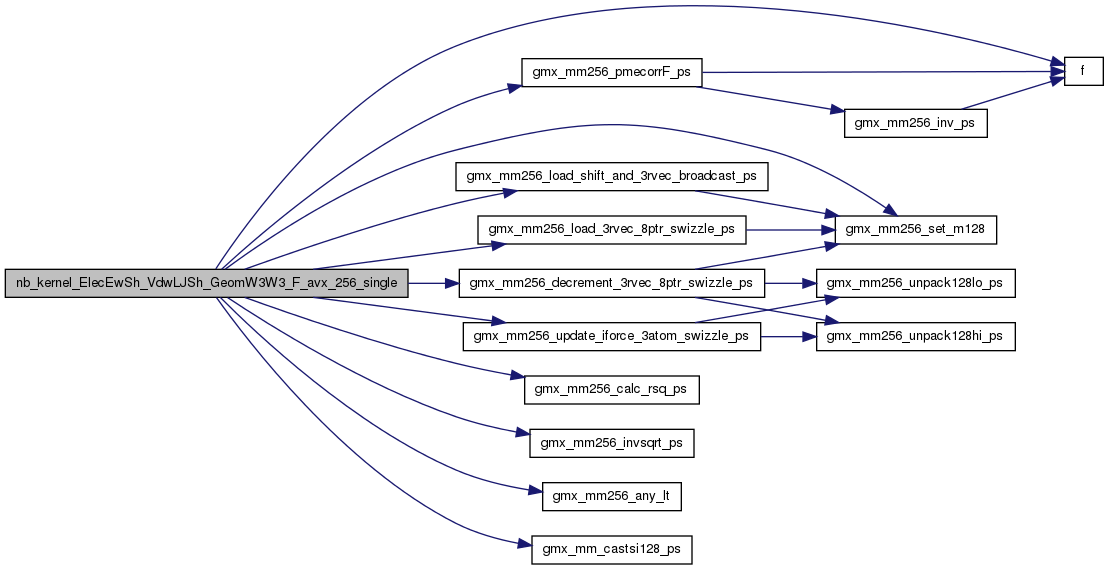 f
gmx_mm256_pmecorrF_ps
gmx_mm256_inv_ps
gmx_mm256_load_shift_and_3rvec_broadcast_ps
gmx_mm256_load_3rvec_8ptr_swizzle_ps
gmx_mm256_set_m128
nb_kernel_ElecEwSh_VdwLJSh_GeomW3W3_F_avx_256_single
gmx_mm256_decrement_3rvec_8ptr_swizzle_ps
gmx_mm256_unpack128lo_ps
gmx_mm256_update_iforce_3atom_swizzle_ps
gmx_mm256_unpack128hi_ps
gmx_mm256_calc_rsq_ps
gmx_mm256_invsqrt_ps
gmx_mm256_any_lt
gmx_mm_castsi128_ps